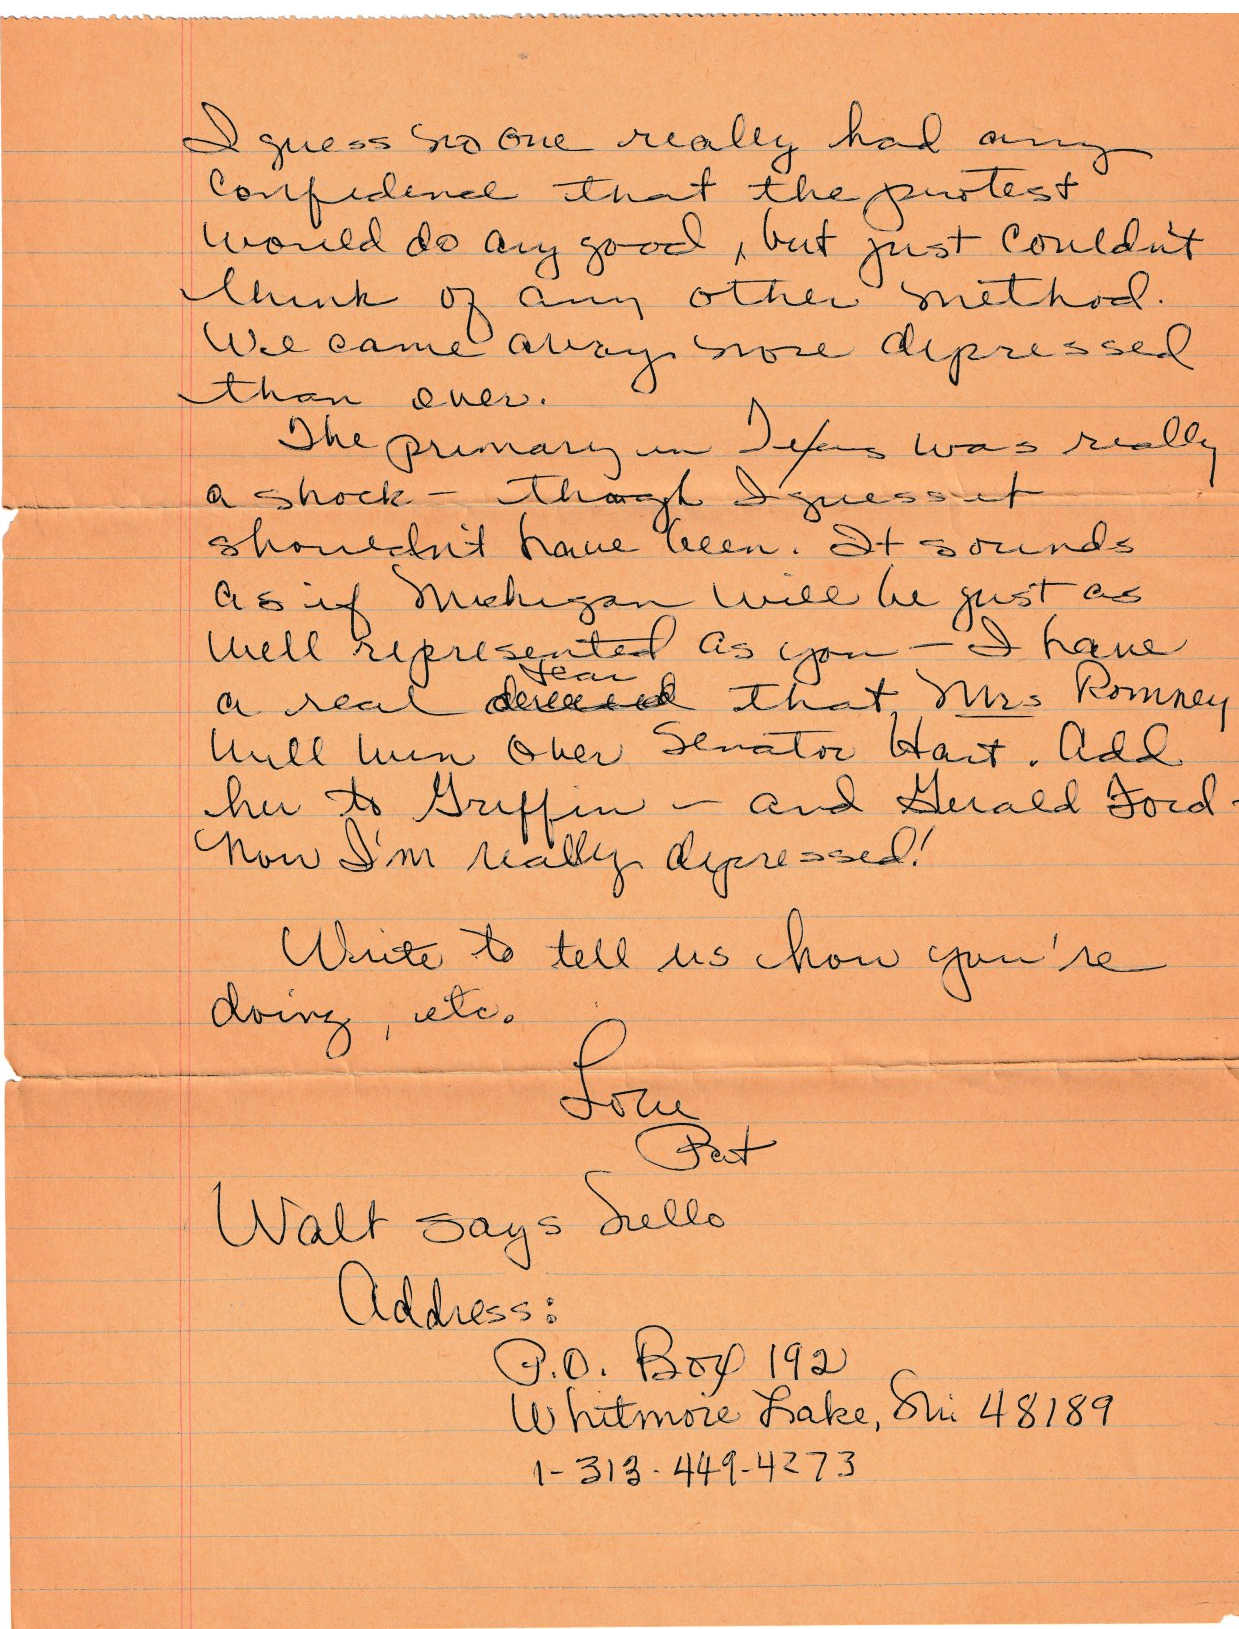 I guess no one really had any
confidence that the protest
would do any good, but just couldn't
think of any other method.
We came away more depressed
than ever.
The primary in Texas was really
a shock - though I guess it
shouldn't have been. It sounds
as if Michigan will be just as
well represented as you - I have
fear
a real that Mrs Romney
will win over Senator Hart. Add
her to Griffin - and Gerald Ford -
Now I'm really depressed!
Write to tell us how you're
doing, etc.
Love
Pat
Walt says hello
Address:
P.O. Box 192
Whitmore Lake, Mi 48189
1-313-449-4273